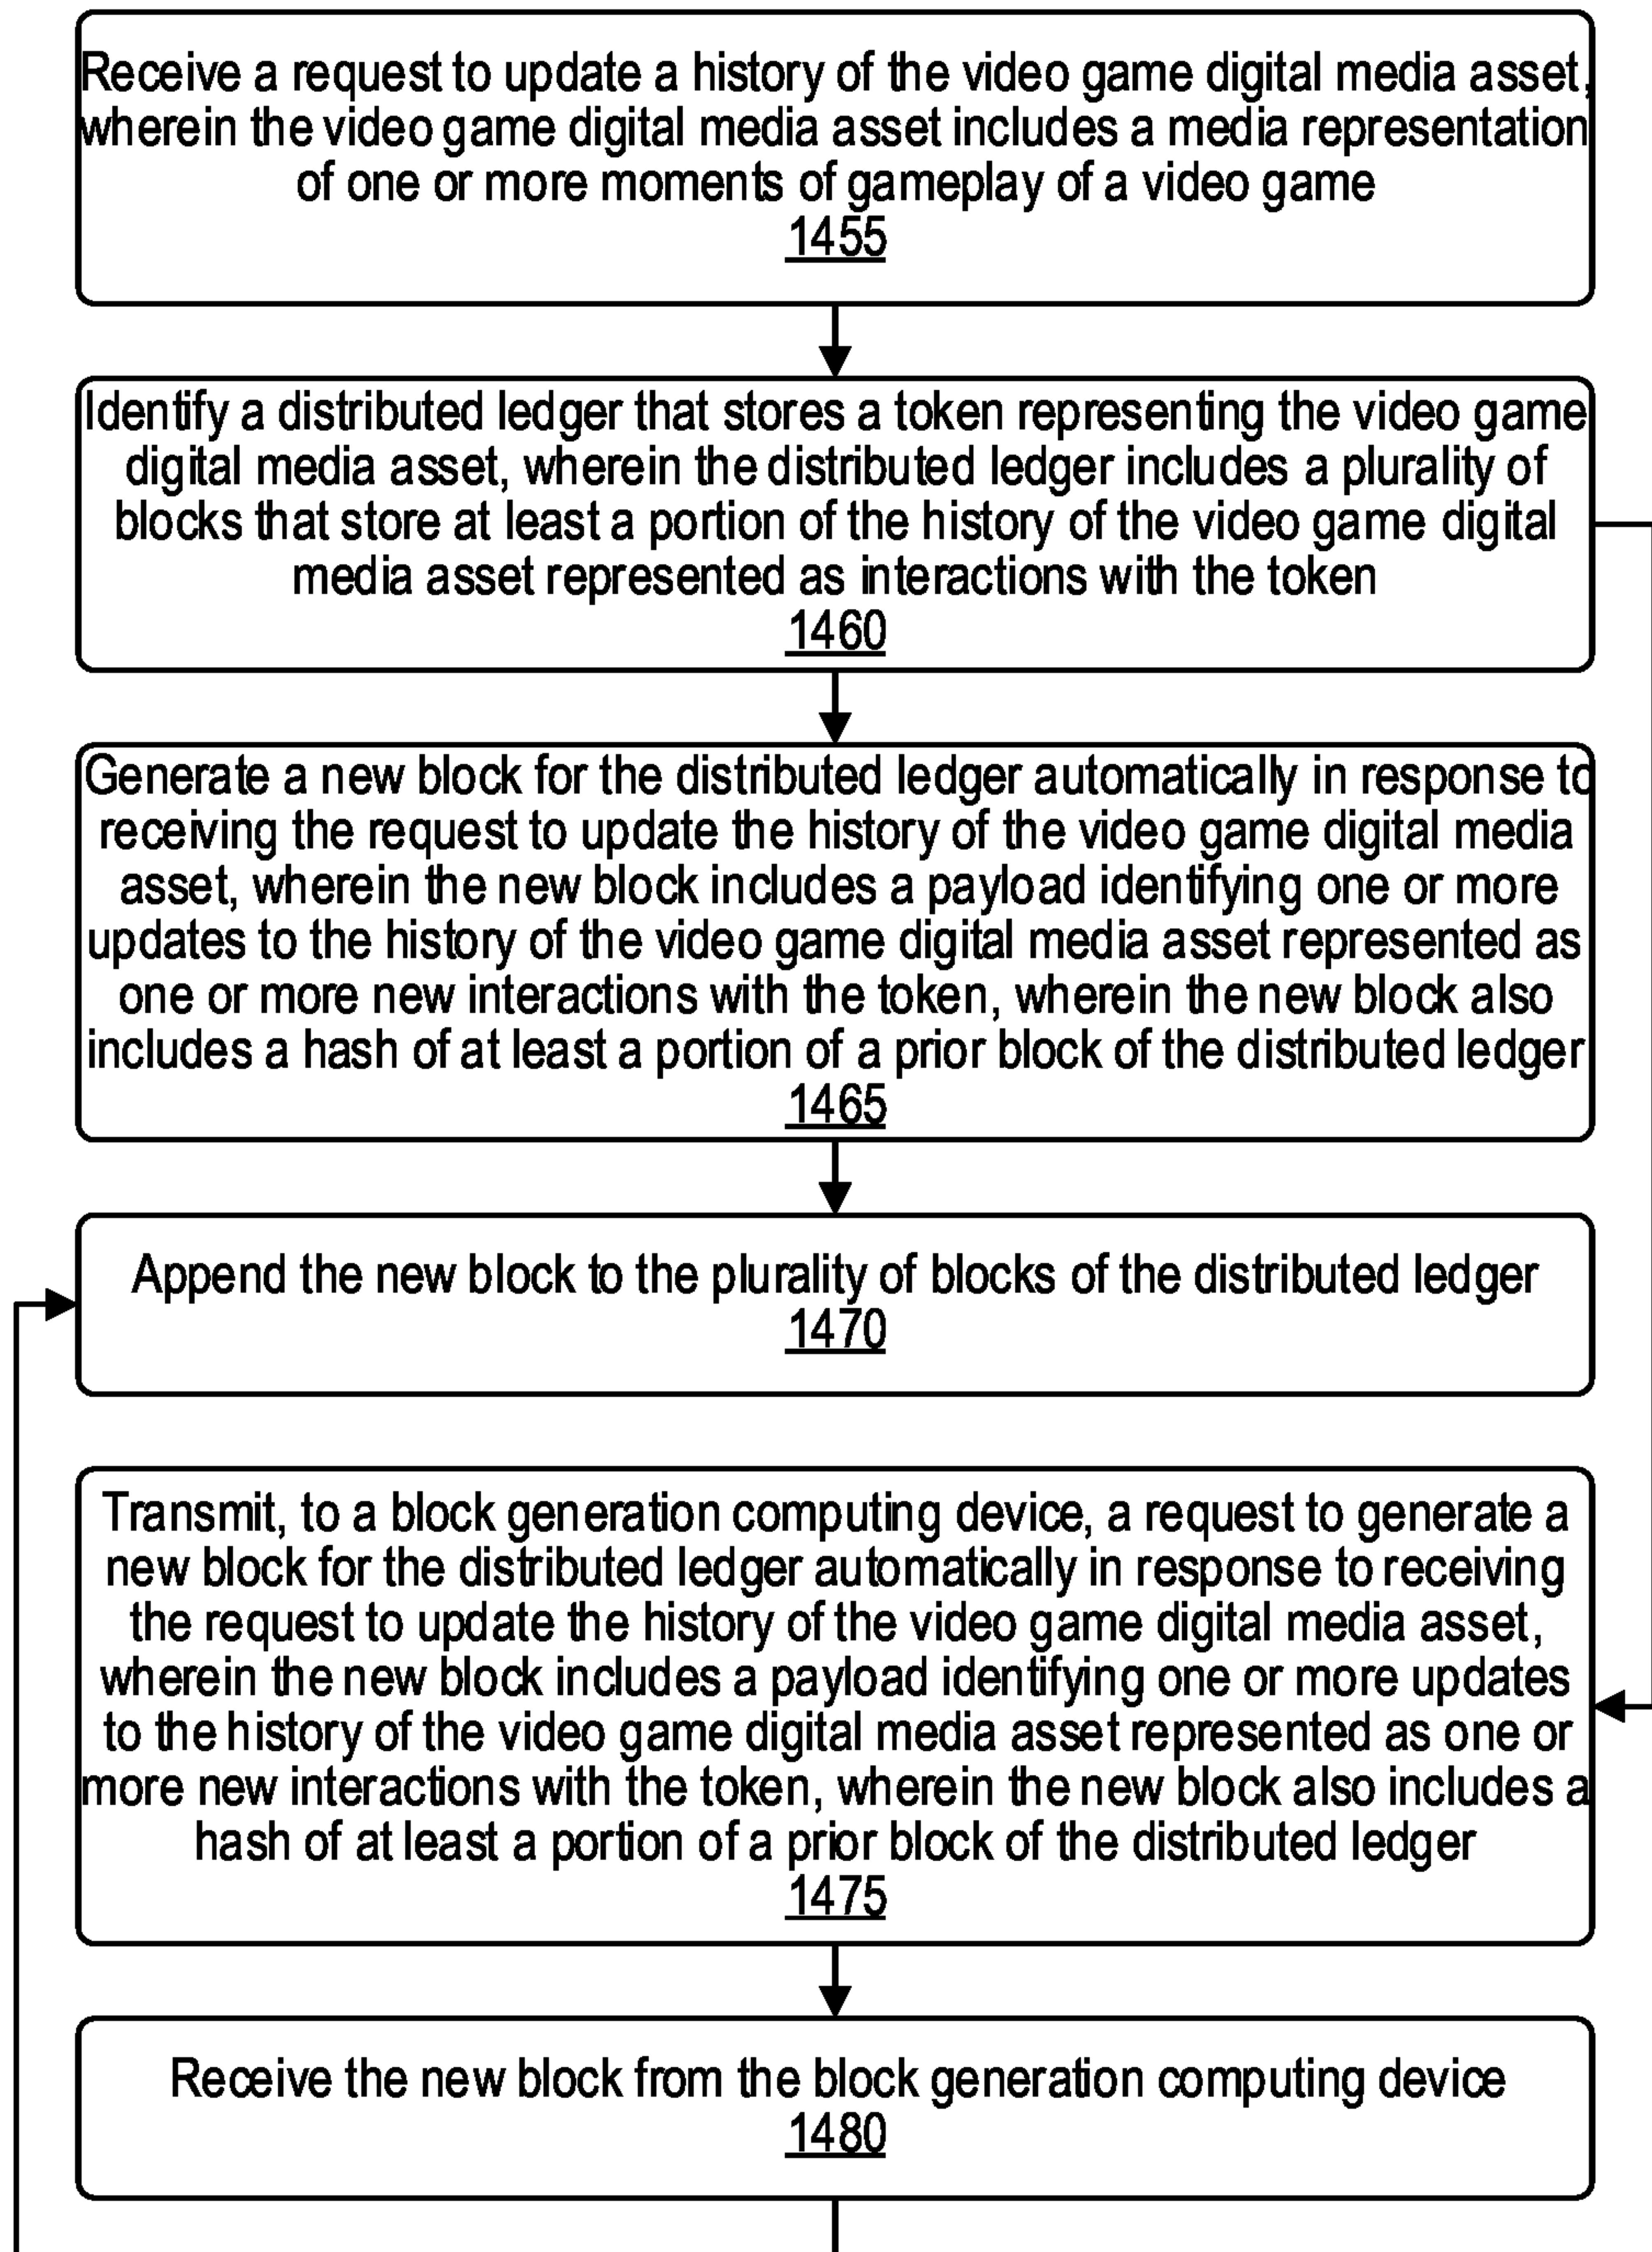 Receive a request to update a history of the video game digital media asset,
wherein the video game digital media asset includes a media representation
of one or more moments of gameplay of a video game
1455
Identify a distributed ledger that stores a token representing the video game
digital media asset, wherein the distributed ledger includes a plurality of
blocks that store at least a portion of the history of the video game digital
media asset represented as interactions with the token
1460
Generate a new block for the distributed ledger automatically in response to
receiving the request to update the history of the video game digital media
asset, wherein the new block includes a payload identifying one or more
updates to the history of the video game digital media asset represented as
one or more new interactions with the token, wherein the new block also
includes a hash of at least a portion of a prior block of the distributed ledger
1465
Append the new block to the plurality of blocks of the distributed ledger
1470
Transmit, to a block generation computing device, a request to generate a
new block for the distributed ledger automatically in response to receiving
the request to update the history of the video game digital media asset,
wherein the new block includes a payload identifying one or more updates
to the history of the video game digital media asset represented as one or
more new interactions with the token, wherein the new block also includes a
hash of at least a portion of a prior block of the distributed ledger
1475
Receive the new block from the block generation computing device
1480